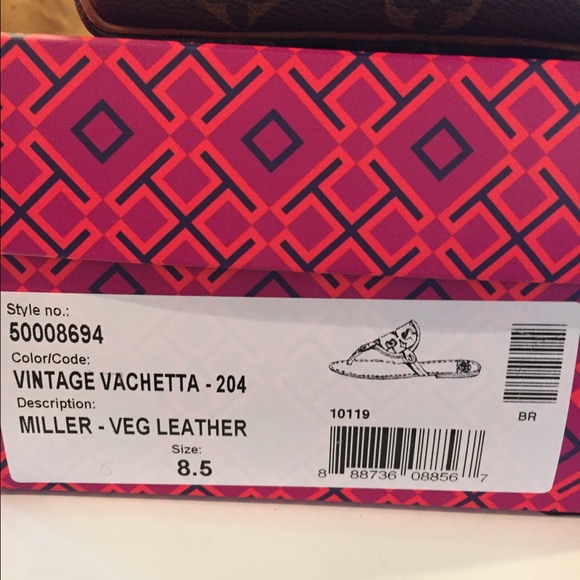 Style no.:
50008694
Color/Code:
VINTAGE VACHETTA - 204
Description:
MILLER - VEG LEATHER
Size:
8.5
10119
8 88736 08856 7
BR